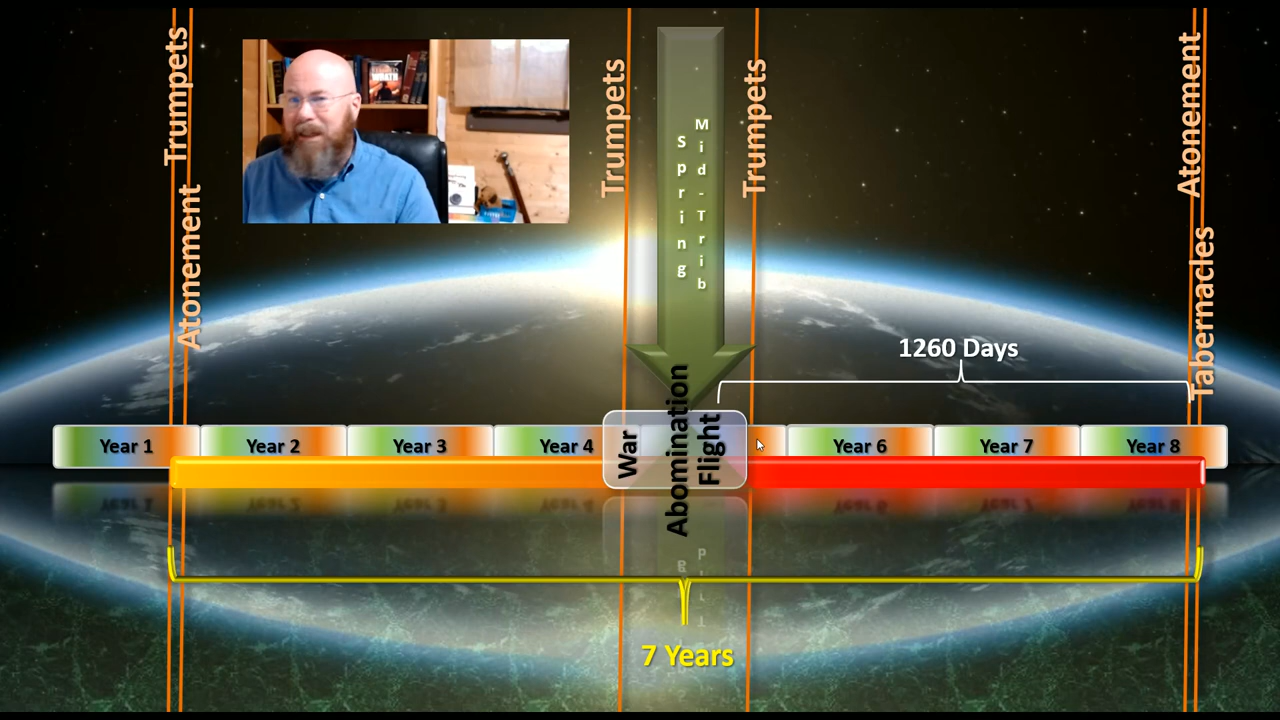 Trumpets
Atonement
Trumpets
Spring
Mid-Trib
Trumpets
Atonement
Tabernacles
WRATH
1260 Days
Year 1
Year 2
Year 3
Year 4
War
Abomination
Flight
Year 6
Year 7
Year 8
7 Years